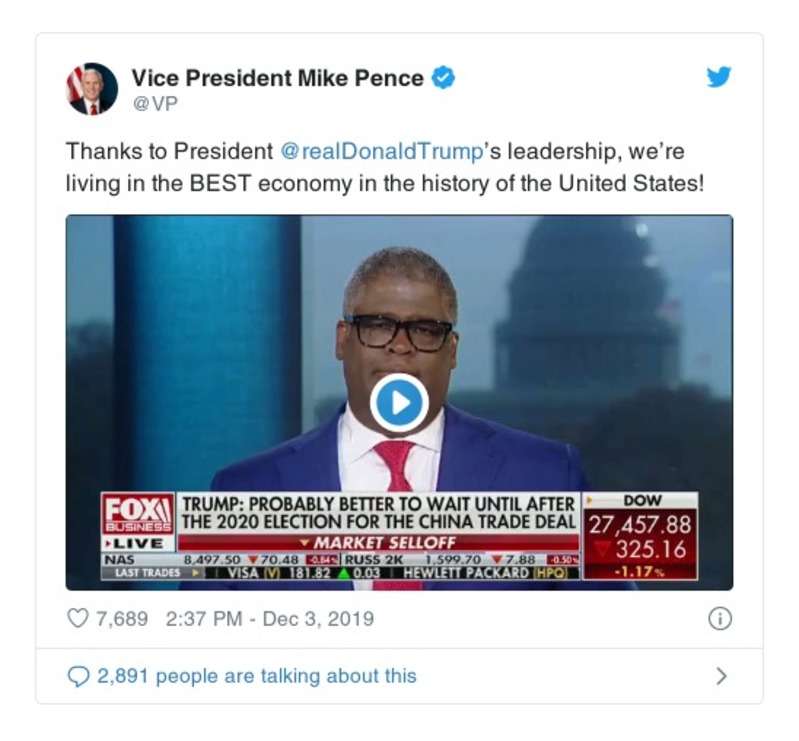 Vice President Mike Pence
@VP
Thanks to President @realDonaldTrump's leadership, we're
living in the BEST economy in the history of the United States!
FOX
BUSINESS
LIVE
TRUMP: PROBABLY BETTER TO WAIT UNTIL AFTER
THE 2020 ELECTION FOR THE CHINA TRADE DEAL
MARKET SELLOFF
DOW
27,457.88
325.16
-1.17%
NAS 8,497.50 70.48 -0.84% RUSS 2K 1,599.70 7.88 -0.50%
LAST TRADES VISA (V) 181.82 0.03 HEWLETT PACKARD (HPQ)
7,689 2:37 PM - Dec 3, 2019
2,891 people are talking about this